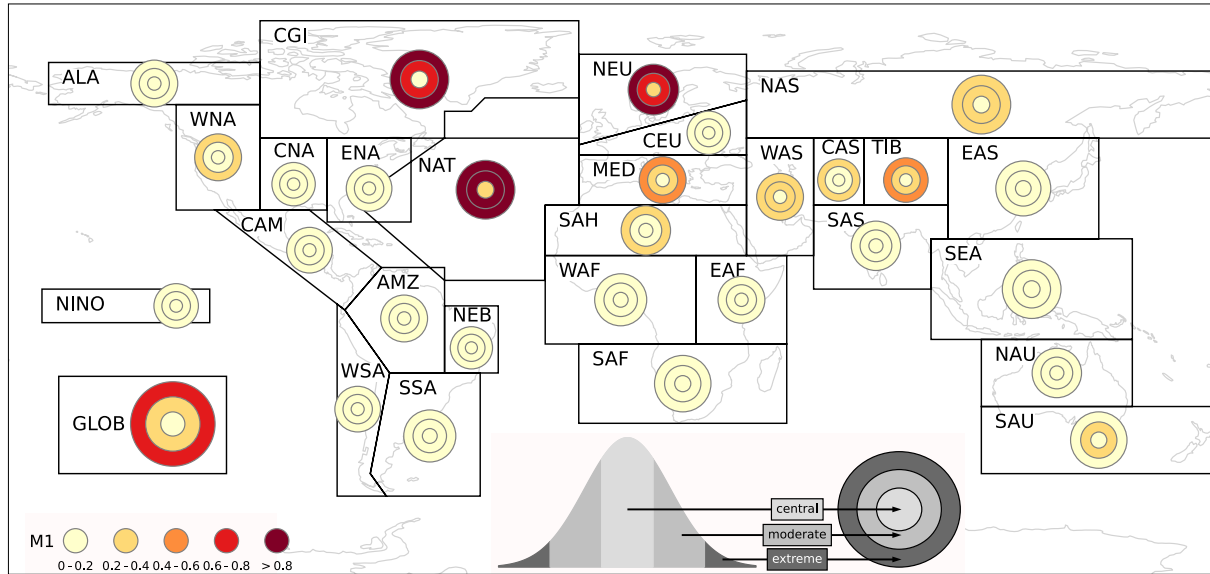 CGI
ALA
NEU
NAS
WNA
CEU
CNA
ENA
NAT
MED
WAS
CAS
TIB
EAS
CAM
SAH
SAS
SEA
WAF
EAF
AMZ
NINO
NEB
WSA
SSA
SAF
NAU
GLOB
SAU
central
moderate
extreme
M1
0 - 0.2 0.2 - 0.4 0.4 - 0.6 0.6 - 0.8 > 0.8